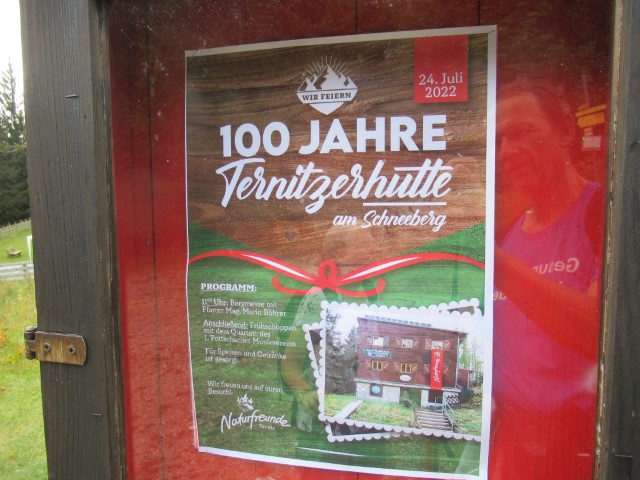 WIR FEIERN
24. Juli
2022
100 JAHRE
Ternitzerhütte
am Schneeberg
PROGRAMM:
11⁰⁰ Uhr: Bergmesse mit
Pfarrer Mag. Mario Böhrer
Anschließend: Frühschoppen
mit dem Quartett des
1. Pottschacher Musikvereins
Für Speisen und Getränke
ist gesorgt.
Wir freuen uns auf euren
Besuch!
Naturfreunde
Ternitz